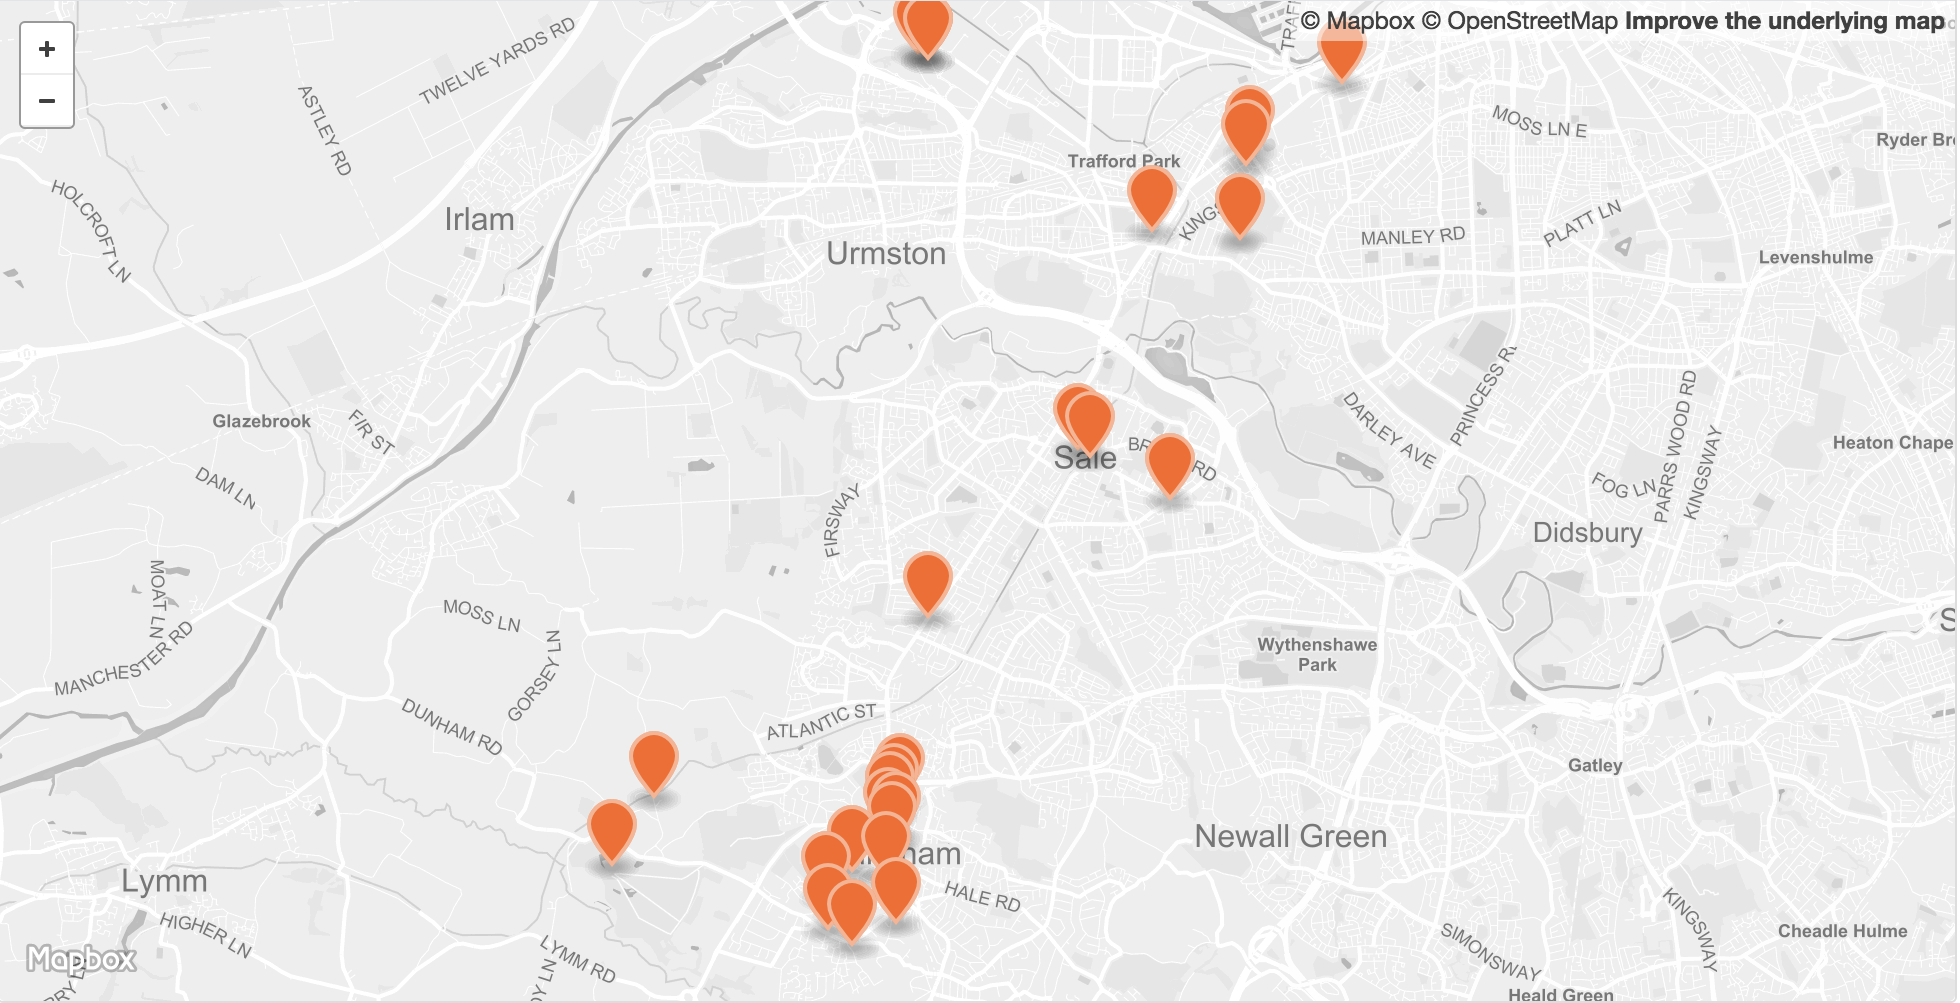 © Mapbox © OpenStreetMap Improve the underlying map
+
−
TWELVE YARDS RD
ASTLEY RD
MOSS LN E
Ryder
Trafford Park
HOLCROFT LN
Irlam
PLATT LN
MANLEY RD
Urmston
Levenshulme
PRINCESS
Glazebrook
FIR ST
DARLEY AVE
PARRS WOOD RD
KINGSWAY
Heaton Chape
Sale
RD
DAM LN
FOG LN
FIRSWAY
Didsbury
MOAT LN
MOSS LN
MANCHESTER RD
GORSEY LN
Wythenshawe
Park
DUNHAM RD
ATLANTIC ST
Gatley
Newall Green
ham
Lymm
HALE RD
HIGHER LN
KINGSWAY
SIMONSWAY
Cheadle Hulme
LYMM RD
Mapbox
Heald Green